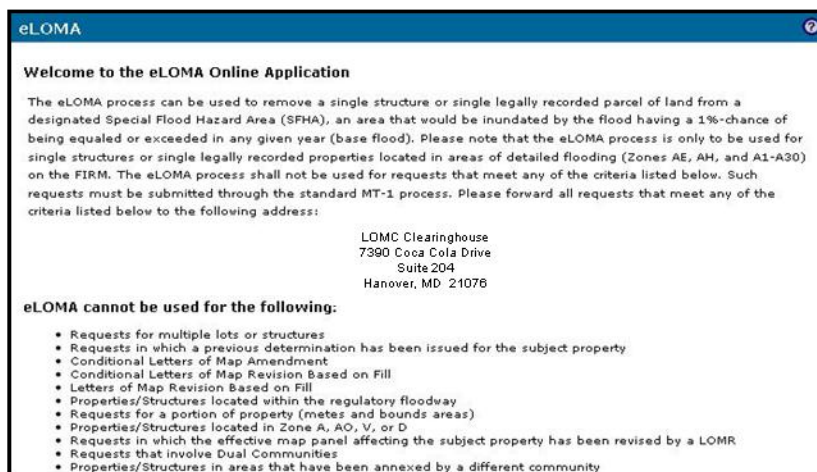 eLOMA ?
Welcome to the eLOMA Online Application
The eLOMA process can be used to remove a single structure or single legally recorded parcel of land from a
designated Special Flood Hazard Area (SFHA), an area that would be inundated by the flood having a 1%-chance of
being equaled or exceeded in any given year (base flood). Please note that the eLOMA process is only to be used for
single structures or single legally recorded properties located in areas of detailed flooding (Zones AE, AH, and A1-A30)
on the FIRM. The eLOMA process shall not be used for requests that meet any of the criteria listed below. Such
requests must be submitted through the standard MT-1 process. Please forward all requests that meet any of the
criteria listed below to the following address:
LOMC Clearinghouse
7390 Coca Cola Drive
Suite 204
Hanover, MD 21076
eLOMA cannot be used for the following:
• Requests for multiple lots or structures
• Requests in which a previous determination has been issued for the subject property
• Conditional Letters of Map Amendment
• Conditional Letters of Map Revision Based on Fill
• Letters of Map Revision Based on Fill
• Properties/Structures located within the regulatory floodway
• Requests for a portion of property (metes and bounds areas)
• Properties/Structures located in Zone A, AO, V, or D
• Requests in which the effective map panel affecting the subject property has been revised by a LOMR
• Requests that involve Dual Communities
• Properties/Structures in areas that have been annexed by a different community